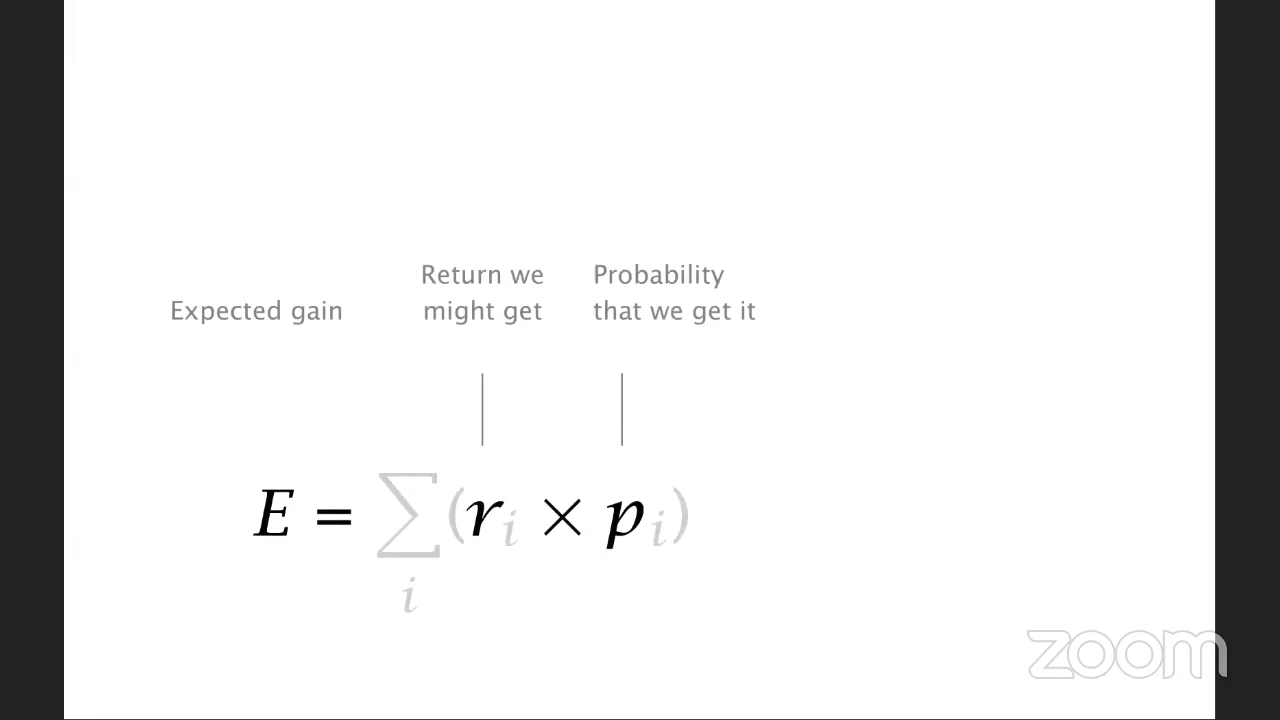 Return we
might get
Probability
that we get it
Expected gain
E = ∑ (rᵢ × pᵢ)
i
zoom